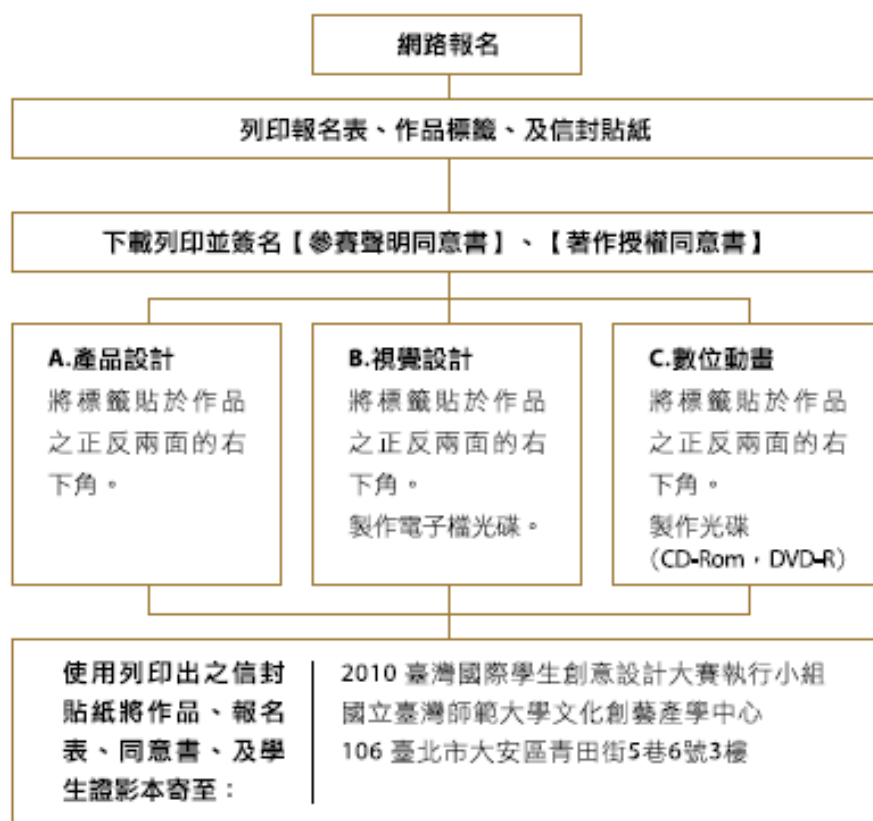 網路報名
列印報名表、作品標籤、及信封貼紙
下載列印並簽名【參賽聲明同意書】、【著作授權同意書】
A.產品設計
將標籤貼於作品
之正反兩面的右
下角。
B.視覺設計
將標籤貼於作品
之正反兩面的右
下角。
製作電子檔光碟。
C.數位動畫
將標籤貼於作品
之正反兩面的右
下角。
製作光碟
(CD-Rom，DVD-R)
使用列印出之信封
貼紙將作品、報名
表、同意書、及學
生證影本寄至：
2010 臺灣國際學生創意設計大賽執行小組
國立臺灣師範大學文化創藝產學中心
106 臺北市大安區青田街5巷6號3樓